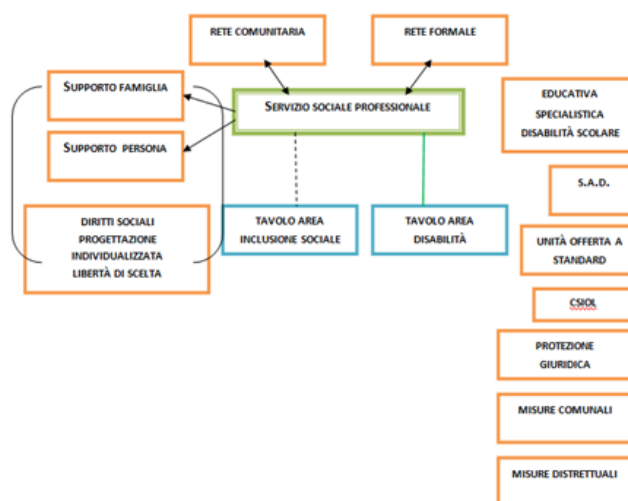 RETE COMUNITARIA
RETE FORMALE
SUPPORTO FAMIGLIA
SERVIZIO SOCIALE PROFESSIONALE
SUPPORTO PERSONA
DIRITTI SOCIALI
PROGETTAZIONE
INDIVIDUALIZZATA
LIBERTÀ DI SCELTA
TAVOLO AREA
INCLUSIONE SOCIALE
TAVOLO AREA
DISABILITÀ
EDUCATIVA
SPECIALISTICA
DISABILITÀ SCOLARE
S.A.D.
UNITÀ OFFERTA A
STANDARD
CSIOL
PROTEZIONE
GIURIDICA
MISURE COMUNALI
MISURE DISTRETTUALI